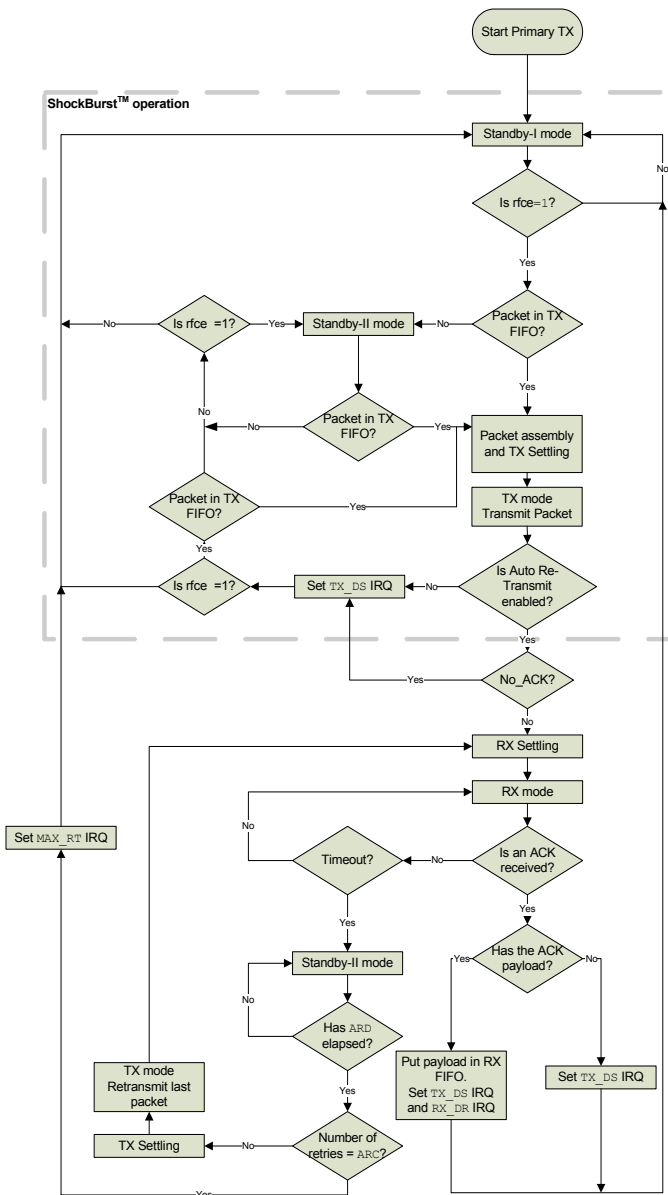 Start Primary TX
ShockBurst™ operation
Standby-I mode
No
Is rfce=1?
Yes
No
Is rfce =1?
Yes
Standby-II mode
No
Packet in TX
FIFO?
Yes
No
No
Packet in TX
FIFO?
Yes
Packet assembly
and TX Settling
Packet in TX
FIFO?
Yes
TX mode
Transmit Packet
Yes
Is rfce =1?
Set TX_DS IRQ
No
Is Auto Re-
Transmit
enabled?
Yes
Yes
No_ACK?
No
RX Settling
RX mode
Set MAX_RT IRQ
No
Timeout?
No
Is an ACK
received?
Yes
Yes
Standby-II mode
Yes
Has the ACK
payload?
No
No
Has ARD
elapsed?
TX mode
Retransmit last
packet
Put payload in RX
FIFO.
Set TX_DS IRQ
and RX_DR IRQ
Set TX_DS IRQ
Yes
TX Settling
No
Number of
retries = ARC?
Yes